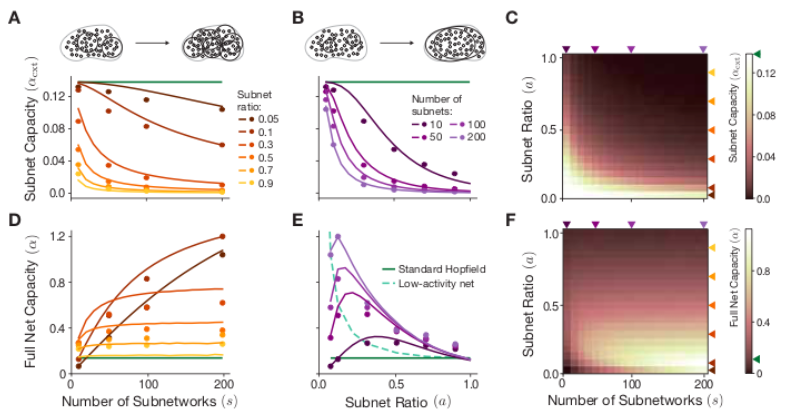 A
B
C
Subnet Capacity (αcxt)
0.12
0.08
0.04
0.0
Subnet
ratio:
0.05
0.1
0.3
0.5
0.7
0.9
Number of
subnets:
10
100
50
200
Subnet Ratio (a)
1.0
0.5
0.0
Subnet Capacity (αcxt)
0.12
0.08
0.04
0.0
D
E
F
Full Net Capacity (α)
1.2
0.8
0.4
0
0
100
200
Number of Subnetworks (s)
Standard Hopfield
Low-activity net
0.0
0.5
1.0
Subnet Ratio (a)
Subnet Ratio (a)
1.0
0.5
0.0
0
100
200
Number of Subnetworks (s)
Full Net Capacity (α)
0.8
0.4
0